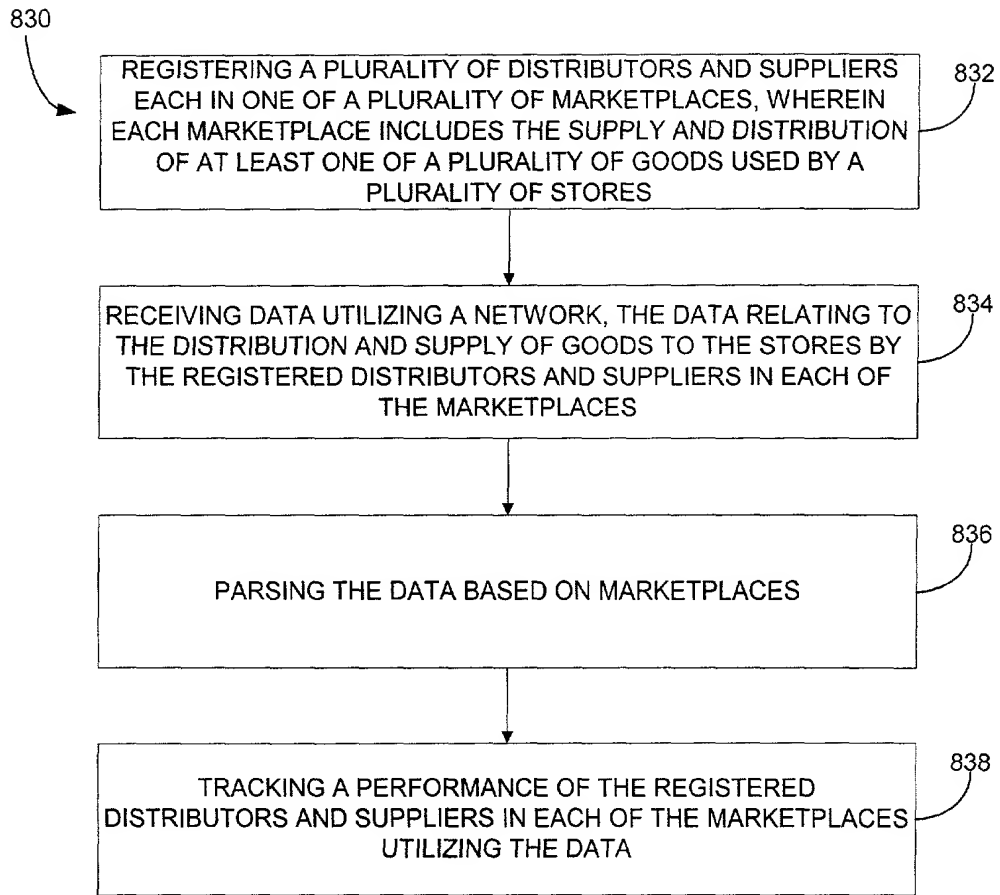 830
REGISTERING A PLURALITY OF DISTRIBUTORS AND SUPPLIERS
EACH IN ONE OF A PLURALITY OF MARKETPLACES, WHEREIN
EACH MARKETPLACE INCLUDES THE SUPPLY AND DISTRIBUTION
OF AT LEAST ONE OF A PLURALITY OF GOODS USED BY A
PLURALITY OF STORES
832
RECEIVING DATA UTILIZING A NETWORK, THE DATA RELATING TO
THE DISTRIBUTION AND SUPPLY OF GOODS TO THE STORES BY
THE REGISTERED DISTRIBUTORS AND SUPPLIERS IN EACH OF
THE MARKETPLACES
834
PARSING THE DATA BASED ON MARKETPLACES
836
TRACKING A PERFORMANCE OF THE REGISTERED
DISTRIBUTORS AND SUPPLIERS IN EACH OF THE MARKETPLACES
UTILIZING THE DATA
838